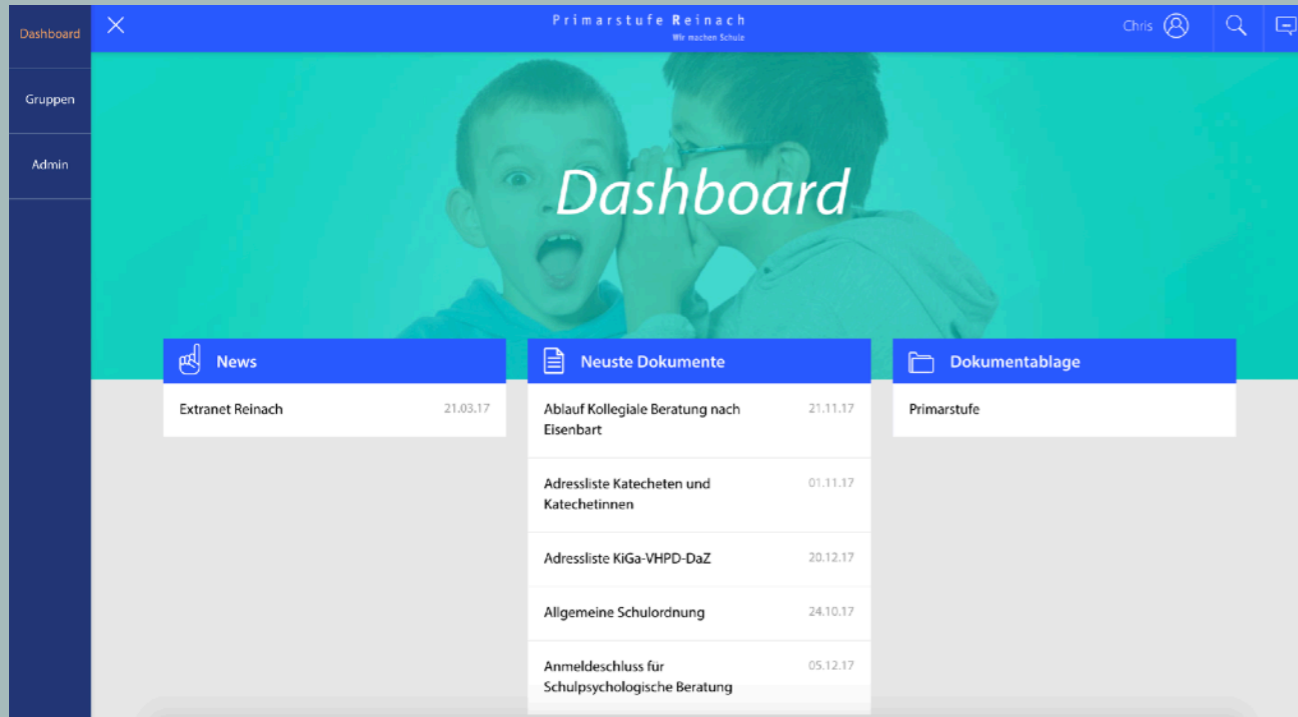 Dashboard
Primarstufe Reinach
Wir machen Schule
Chris
Gruppen
Admin
Dashboard
News
Extranet Reinach 21.03.17
Neuste Dokumente
Ablauf Kollegiale Beratung nach 21.11.17
Eisenbart
Adressliste Katecheten und 01.11.17
Katechetinnen
Adressliste KiGa-VHPD-DaZ 20.12.17
Allgemeine Schulordnung 24.10.17
Anmeldeschluss für 05.12.17
Schulpsychologische Beratung
Dokumentablage
Primarstufe